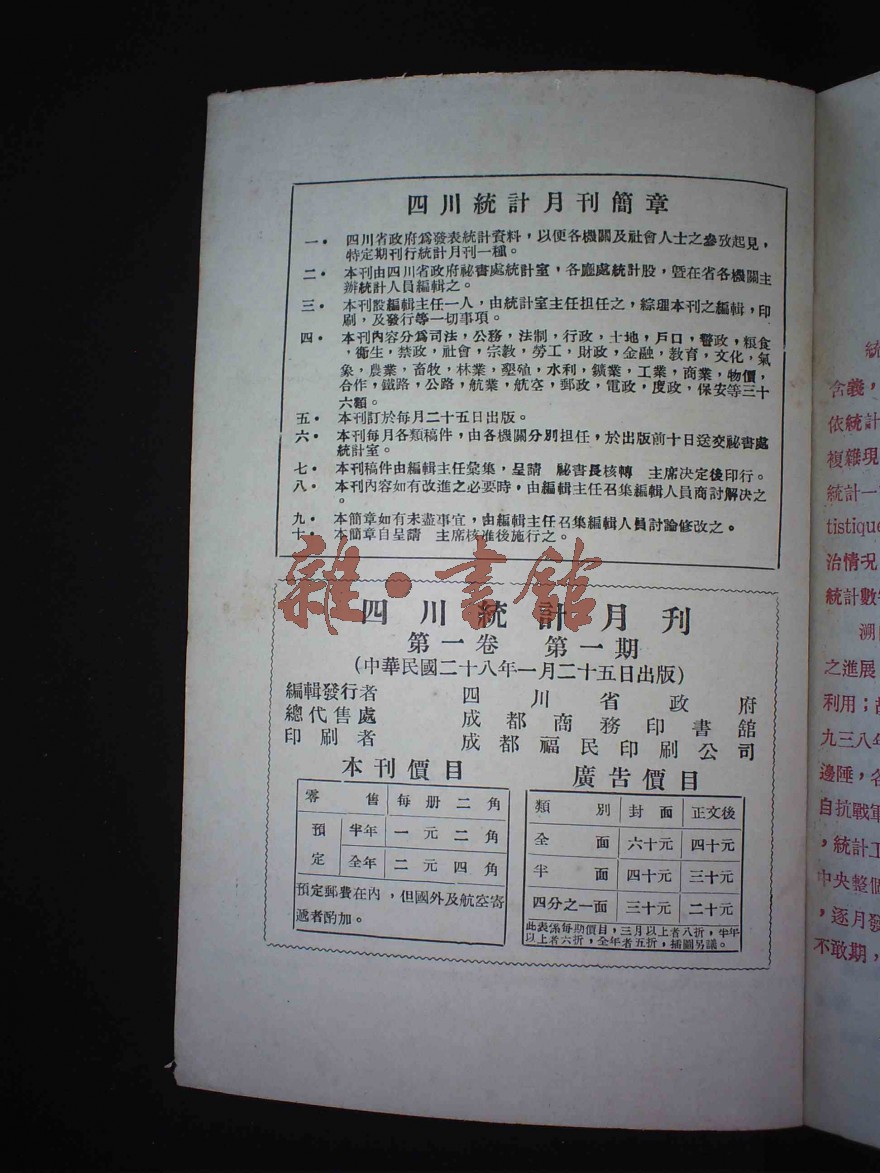 四川統計月刊簡章
一・ 四川省政府爲發表統計資料，以便各機關及社會人士之參攷起見，
特定期刊行統計月刊一種。
二・ 本刊由四川省政府祕書處統計室，各廳處統計股，曁在省各機關主
辦統計人員編輯之。
三・ 本刊設編輯主任一人，由統計室主任担任之，綜理本刊之編輯，印
刷，及發行等一切事項。
四・ 本刊內容分爲司法，公務，法制，行政，土地，戶口，警政，粮食
，衞生，禁政，社會，宗敎，勞工，財政，金融，敎育，文化，氣
象，農業，畜牧，林業，墾殖，水利，鑛業，工業，商業，物價，
合作，鐵路，公路，航業，航空，郵政，電政，度政，保安等三十
六類。
五・ 本刊訂於每月二十五日出版。
六・ 本刊每月各類稿件，由各機關分別担任，於出版前十日送交祕書處
統計室。
七・ 本刊稿件由編輯主任彙集，呈請 祕書長核轉 主席決定後印行。
八・ 本刊內容如有改進之必要時，由編輯主任召集編輯人員商討解決之
。
九・ 本簡章如有未盡事宜，由編輯主任召集編輯人員討論修改之。
十・ 本簡章自呈請 主席核准後施行之。
雜・書館
四川統計月刊
第一卷 第一期
(中華民國二十八年一月二十五日出版)
編輯發行者 四川省政府
總代售處 成都商務印書舘
印刷者 成都福民印刷公司
本刊價目
零售 每册二角
預定 半年 一元二角
全年 二元四角
預定郵費在內，但國外及航空寄
遞者酌加。
廣告價目
類別 封面 正文後
全面 六十元 四十元
半面 四十元 三十元
四分之一面 三十元 二十元
此表係每期價目，三月以上者八折，半年
以上者六折，全年者五折，插圖另議。
統
含義，
依統計
複雜現
統計一
tistique
治情况
統計數
溯
之進展
利用；故
九三八年
邊陲，各
自抗戰軍
，統計工
中央整個
，逐月發
不敢期，